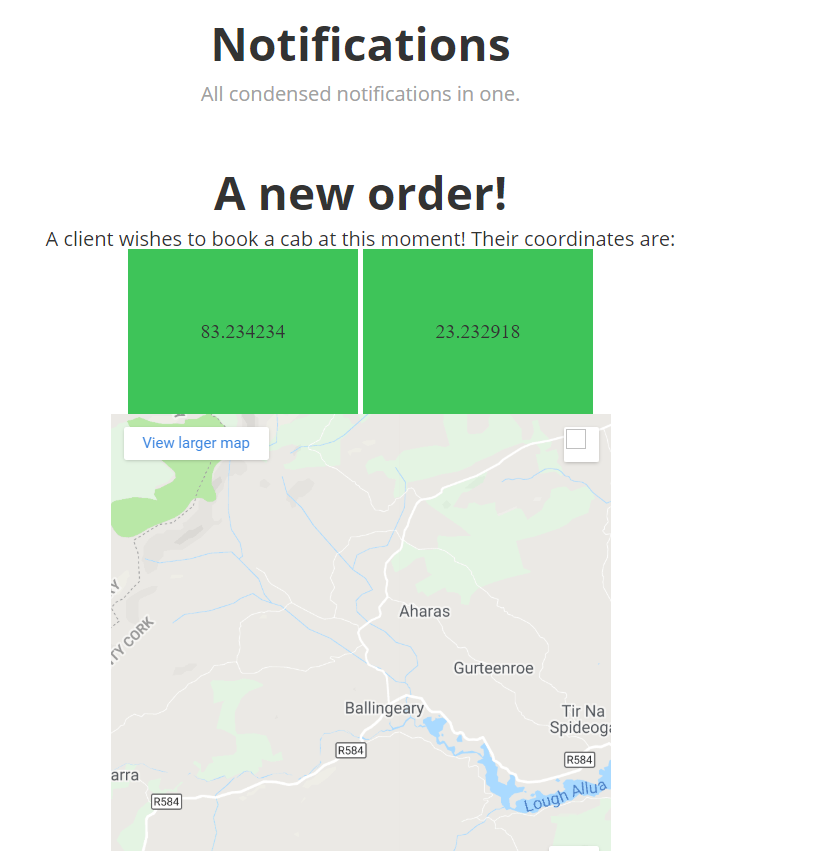 Notifications
All condensed notifications in one.
A new order!
A client wishes to book a cab at this moment! Their coordinates are:
83.234234 23.232918
View larger map
Aharas
TY CORK
Gurteenroe
Ballingeary
Tir Na
Spideoga
R584
R584
arra
R584
Lough Allua